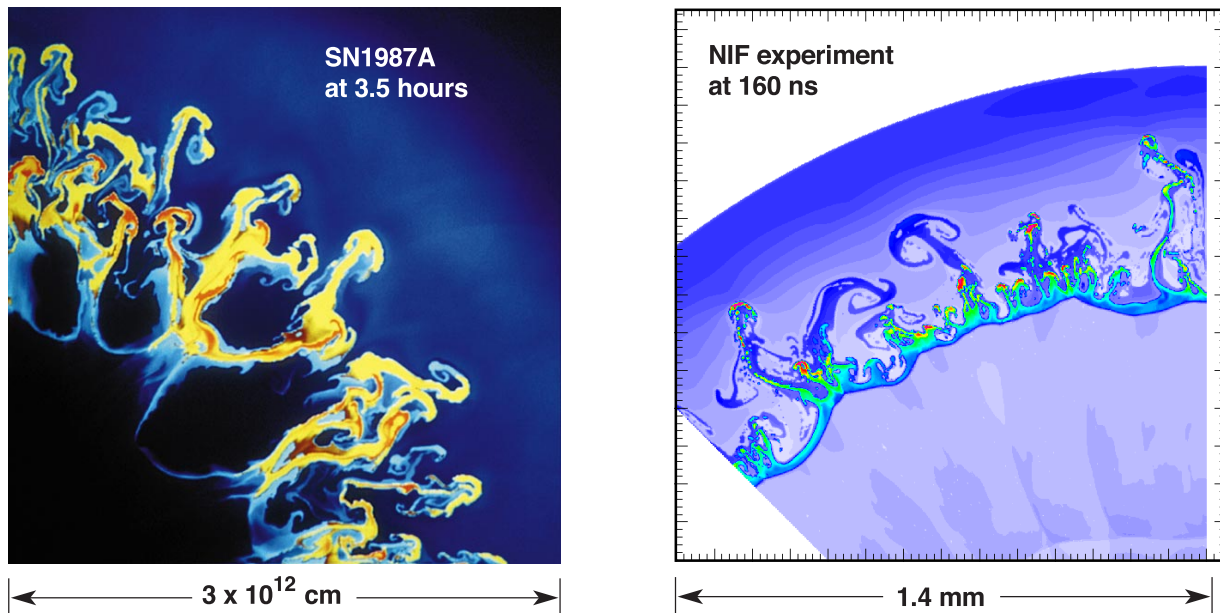 SN1987A
at 3.5 hours
NIF experiment
at 160 ns
3 x 10¹² cm
1.4 mm